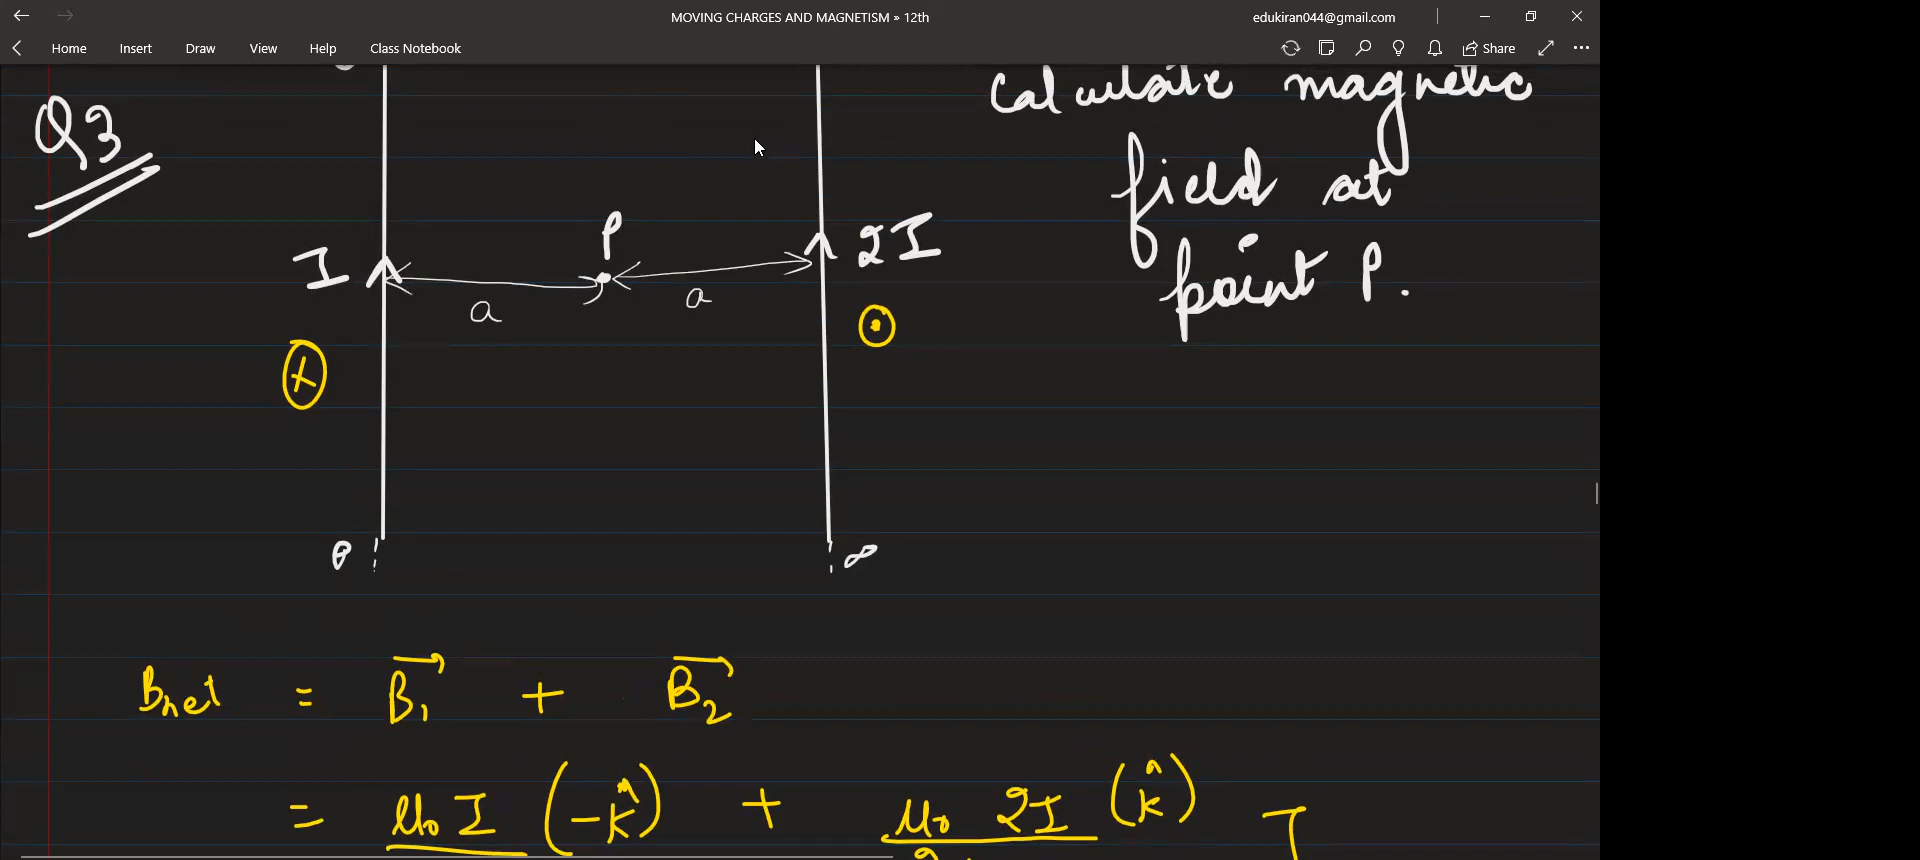 MOVING CHARGES AND MAGNETISM » 12th
edukiran044@gmail.com
Home Insert Draw View Help Class Notebook
Share
Q3
Calculate magnetic
field at
point P.
P
I
2I
a
a
∞
Bnet = B₁ + B₂
= μ₀ I (-k̂) + μ₀ 2I (k̂)